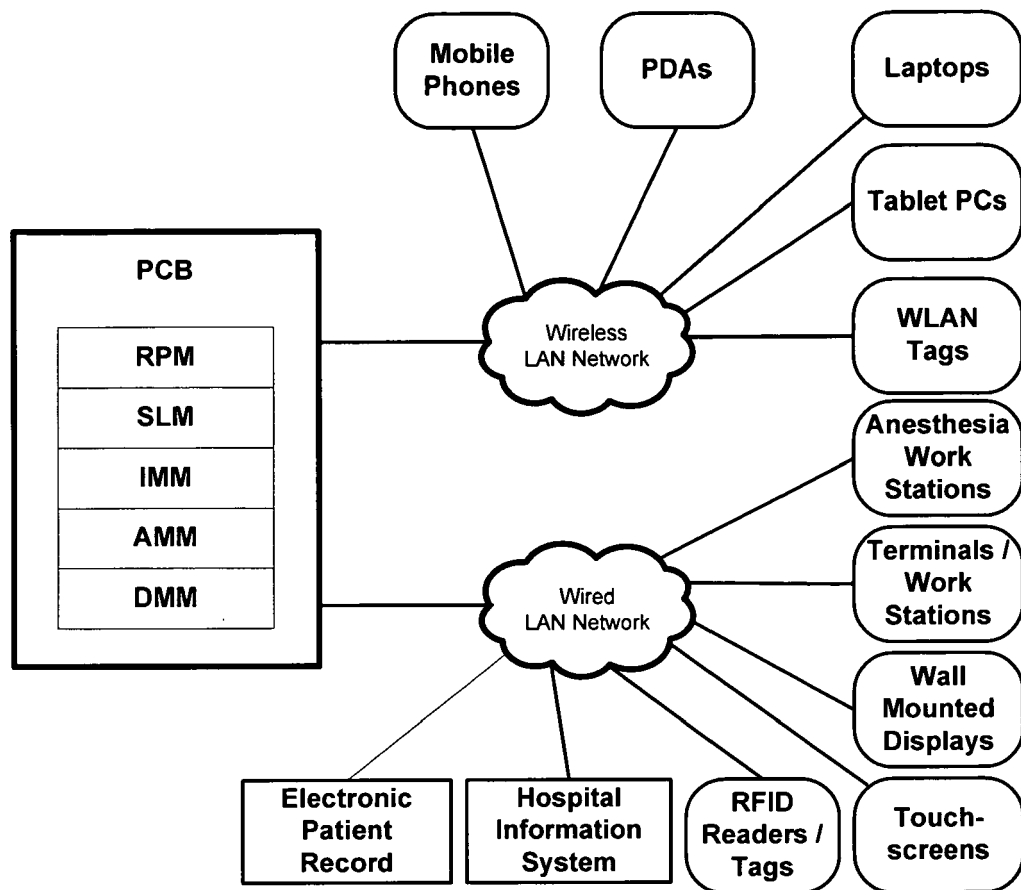 Mobile
Phones
PDAs
Laptops
Tablet PCs
PCB
RPM
SLM
IMM
AMM
DMM
Wireless
LAN Network
WLAN
Tags
Anesthesia
Work
Stations
Wired
LAN Network
Terminals /
Work
Stations
Wall
Mounted
Displays
Electronic
Patient
Record
Hospital
Information
System
RFID
Readers /
Tags
Touch-
screens